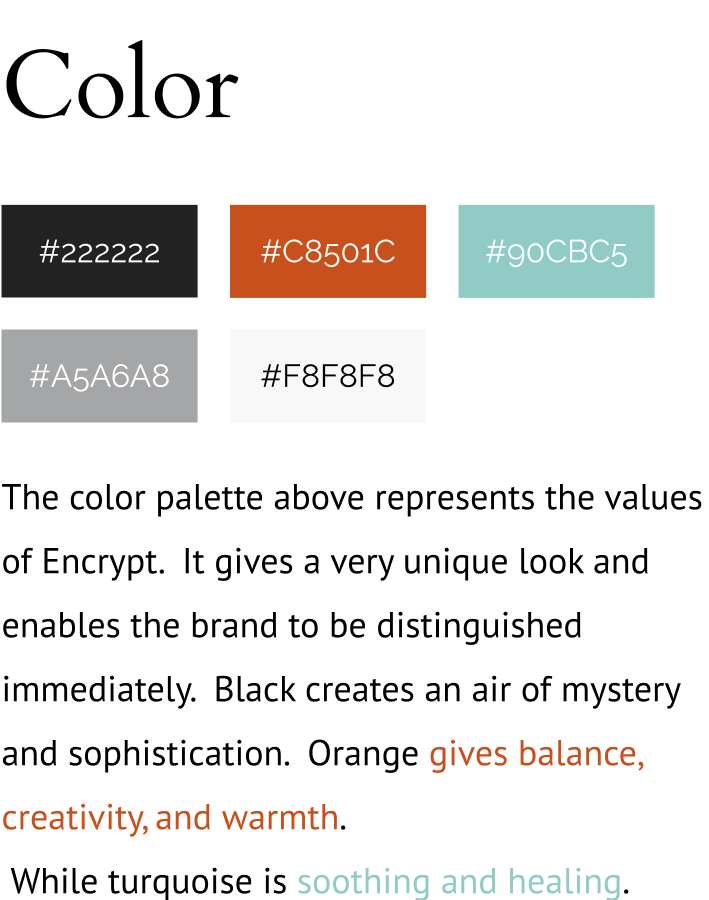 Color
#222222 #C8501C #90CBC5
#A5A6A8 #F8F8F8
The color palette above represents the values
of Encrypt.  It gives a very unique look and
enables the brand to be distinguished
immediately.  Black creates an air of mystery
and sophistication.  Orange gives balance,
creativity, and warmth.
While turquoise is soothing and healing.